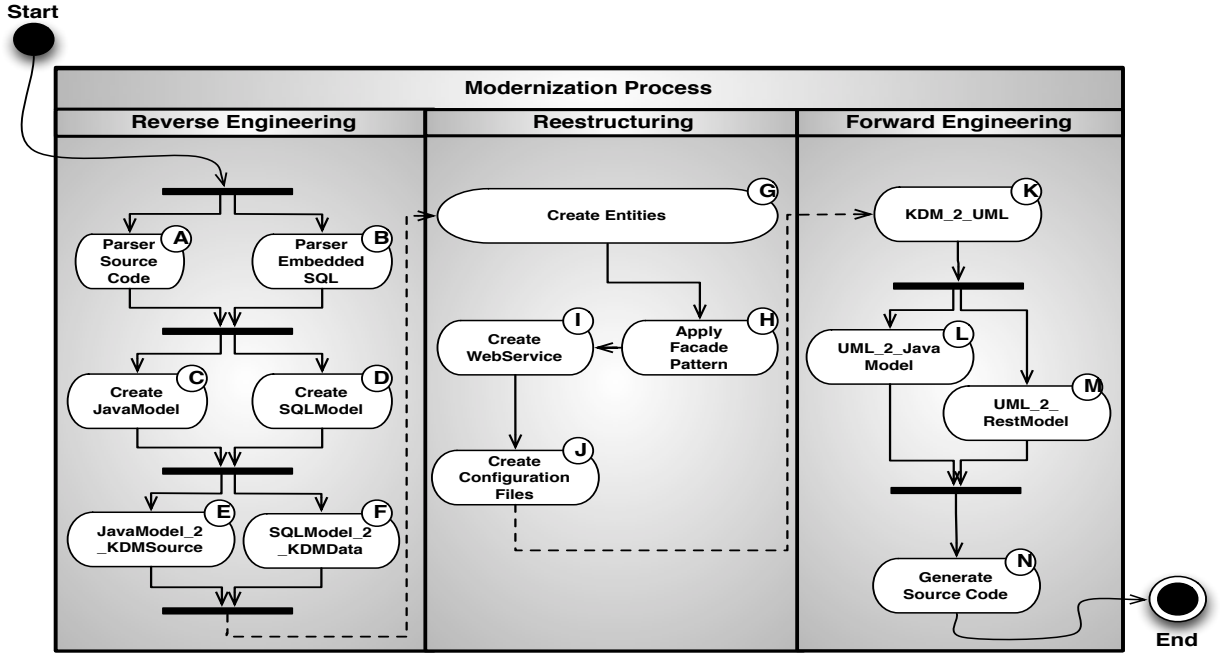 Start
Modernization Process
Reverse Engineering
Reestructuring
Forward Engineering
A
Parser
Source
Code
B
Parser
Embedded
SQL
C
Create
JavaModel
D
Create
SQLModel
E
JavaModel_2
_KDMSource
F
SQLModel_2
_KDMData
G
Create Entities
H
Apply
Facade
Pattern
I
Create
WebService
J
Create
Configuration
Files
K
KDM_2_UML
L
UML_2_Java
Model
M
UML_2_
RestModel
N
Generate
Source Code
End